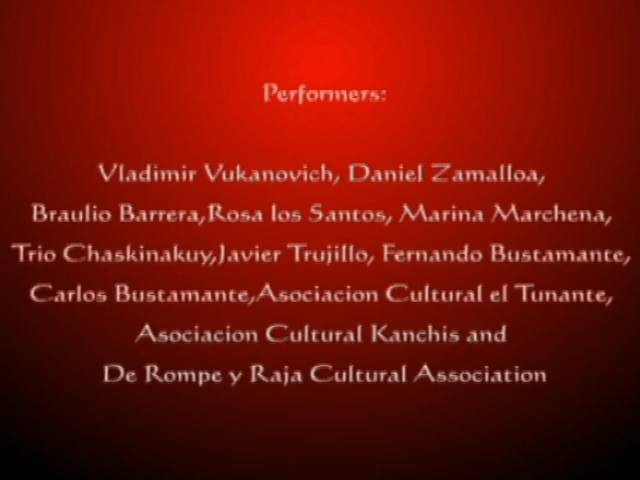 Performers:
Vladimir Vukanovich, Daniel Zamalloa,
Braulio Barrera,Rosa los Santos, Marina Marchena,
Trio Chaskinakuy,Javier Trujillo, Fernando Bustamante,
Carlos Bustamante,Asociacion Cultural el Tunante,
Asociacion Cultural Kanchis and
De Rompe y Raja Cultural Association